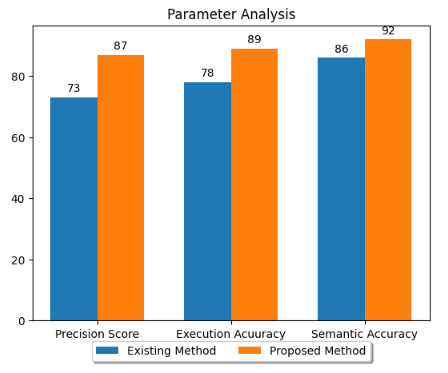 Parameter Analysis
73 87 78 89 86 92
80
60
40
20
0
Precision Score Execution Acuuracy Semantic Accuracy
Existing Method Proposed Method